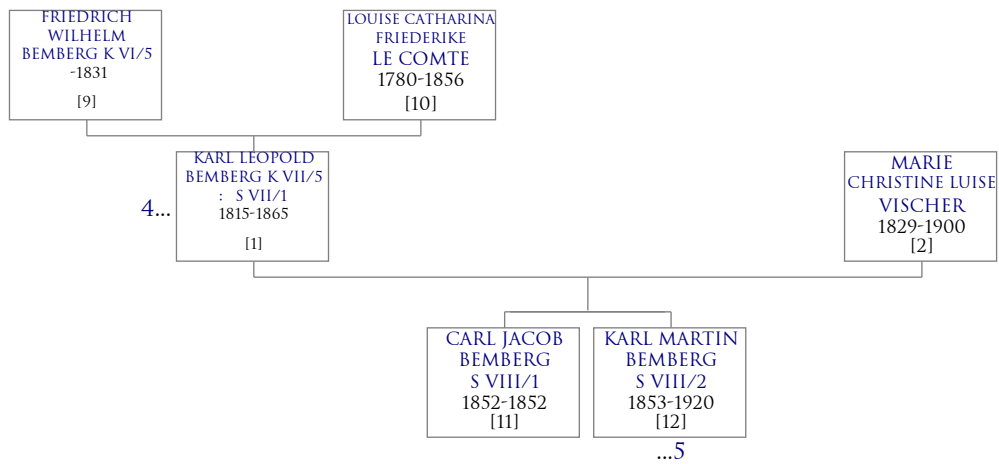 FRIEDRICH
WILHELM
BEMBERG K VI/5
-1831
[9]
LOUISE CATHARINA
FRIEDERIKE
LE COMTE
1780-1856
[10]
4...
KARL LEOPOLD
BEMBERG K VII/5
: S VII/1
1815-1865
[1]
MARIE
CHRISTINE LUISE
VISCHER
1829-1900
[2]
CARL JACOB
BEMBERG
S VIII/1
1852-1852
[11]
KARL MARTIN
BEMBERG
S VIII/2
1853-1920
[12]
...5